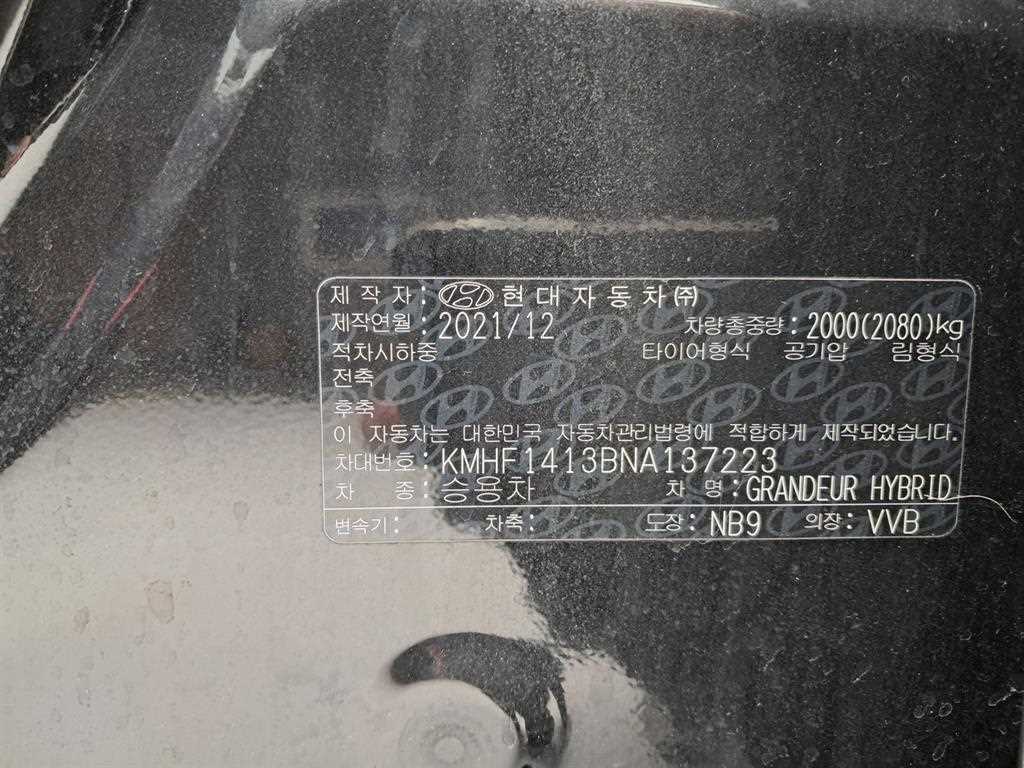 제 작 자 : 현대자동차㈜
제작연월 : 2021/12 차량총중량 : 2000(2080)kg
적차시하중 타이어형식 공기압 림형식
전축
후축
이 자동차는 대한민국 자동차관리법령에 적합하게 제작되었습니다.
차대번호 : KMHF1413BNA137223
차 종 : 승용차 차 명 : GRANDEUR HYBRID
변속기 : 차축 : 도장 : NB9 의장 : VVB